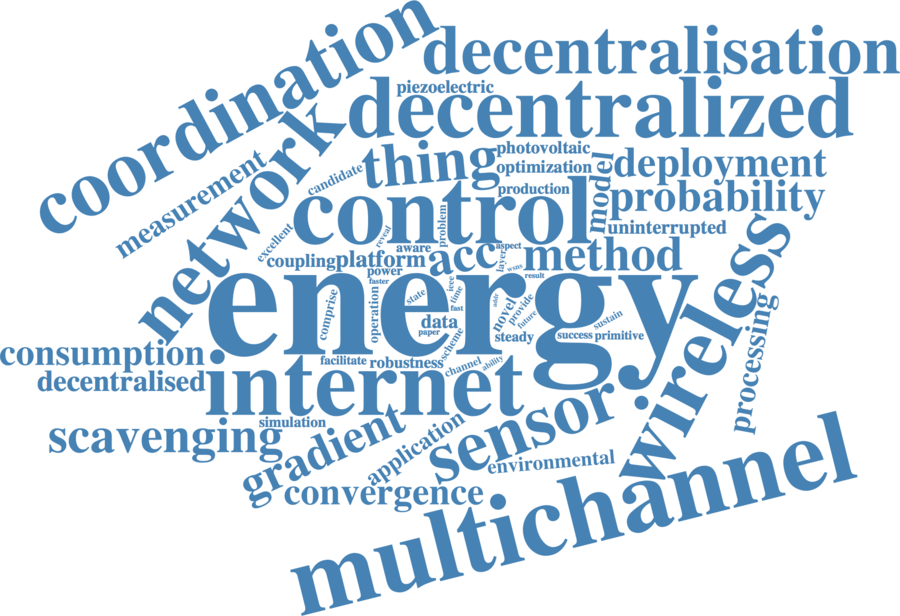 coordination
decentralisation
piezoelectric
decentralized
network
measurement
candidate
thing
photovoltaic
optimization
production
model
deployment
probability
uninterrupted
control
excellent
reveal
problem
aware
aspect
layer
coupling
platform
acc
method
power
faster
wsns
result
energy
comprise
operation
state
ieee
time
fast
addr
novel
provide
future
sustain
data
paper
scheme
steady
success
primitive
wireless
processing
consumption
decentralised
facilitate
robustness
channel
ability
internet
simulation
scavenging
gradient
application
sensor
environmental
convergence
multichannel